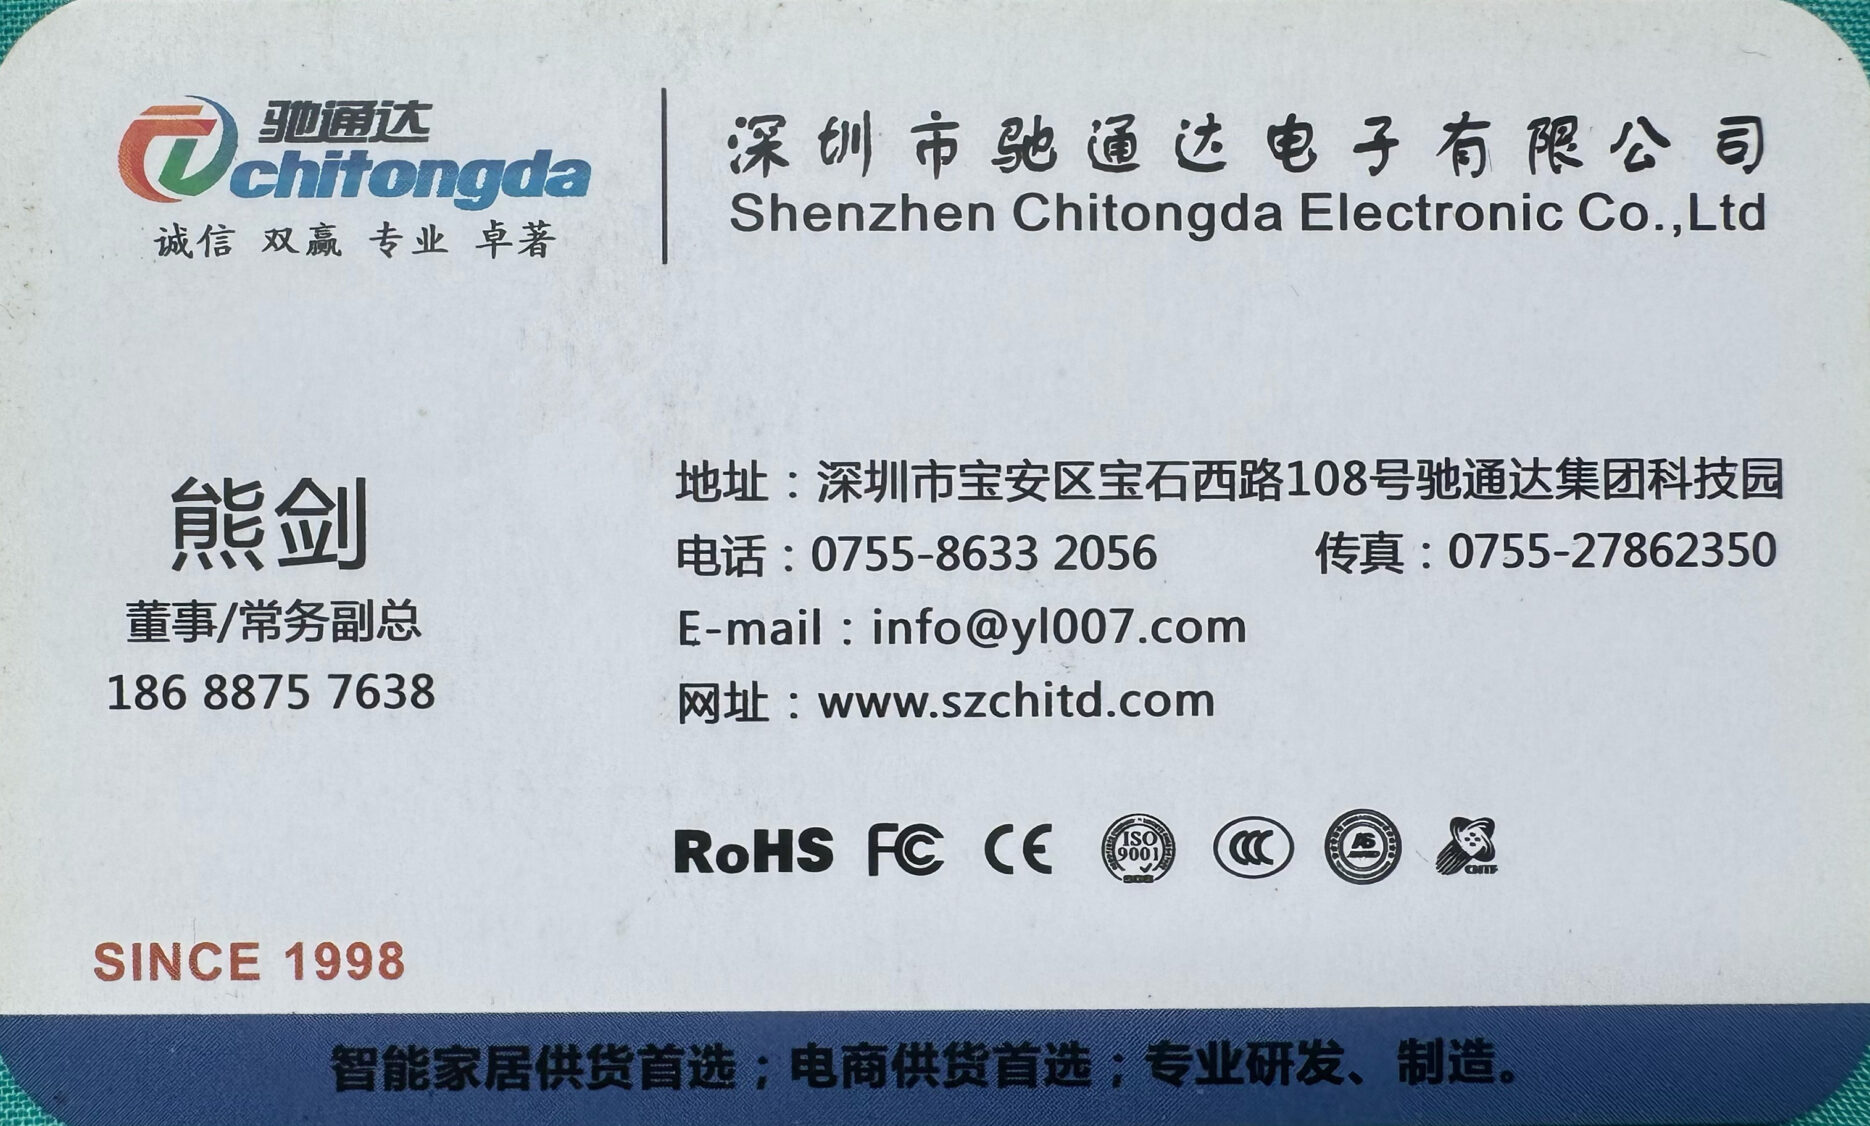 驰通达
chitongda
诚信 双赢 专业 卓著
深圳市驰通达电子有限公司
Shenzhen Chitongda Electronic Co.,Ltd
熊剑
董事/常务副总
186 8875 7638
地址：深圳市宝安区宝石西路108号驰通达集团科技园
电话：0755-8633 2056 传真：0755-27862350
E-mail：info@yl007.com
网址：www.szchitd.com
RoHS FC CE ISO 9001 CCC
SINCE 1998
智能家居供货首选；电商供货首选；专业研发、制造。